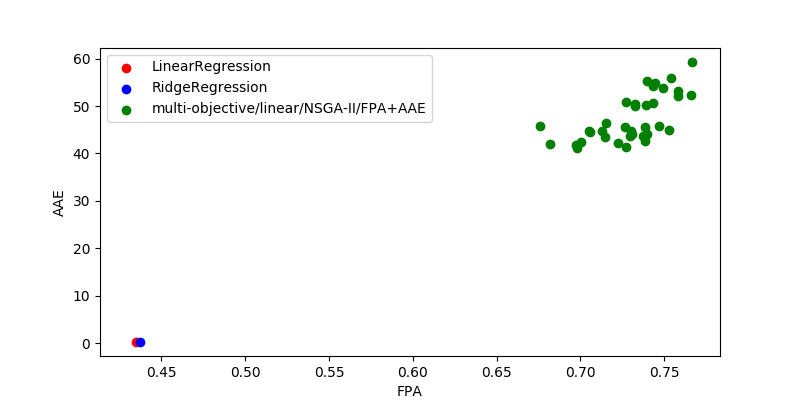 LinearRegression
RidgeRegression
multi-objective/linear/NSGA-II/FPA+AAE
60
50
40
30
20
10
0
AAE
0.45
0.50
0.55
0.60
0.65
0.70
0.75
FPA